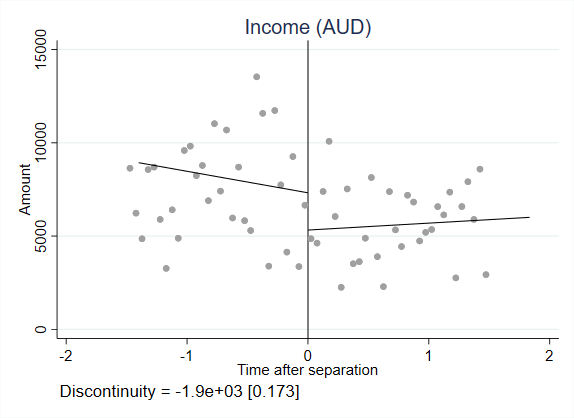 Income (AUD)
15000
10000
5000
0
Amount
-2
-1
0
1
2
Time after separation
Discontinuity = -1.9e+03 [0.173]